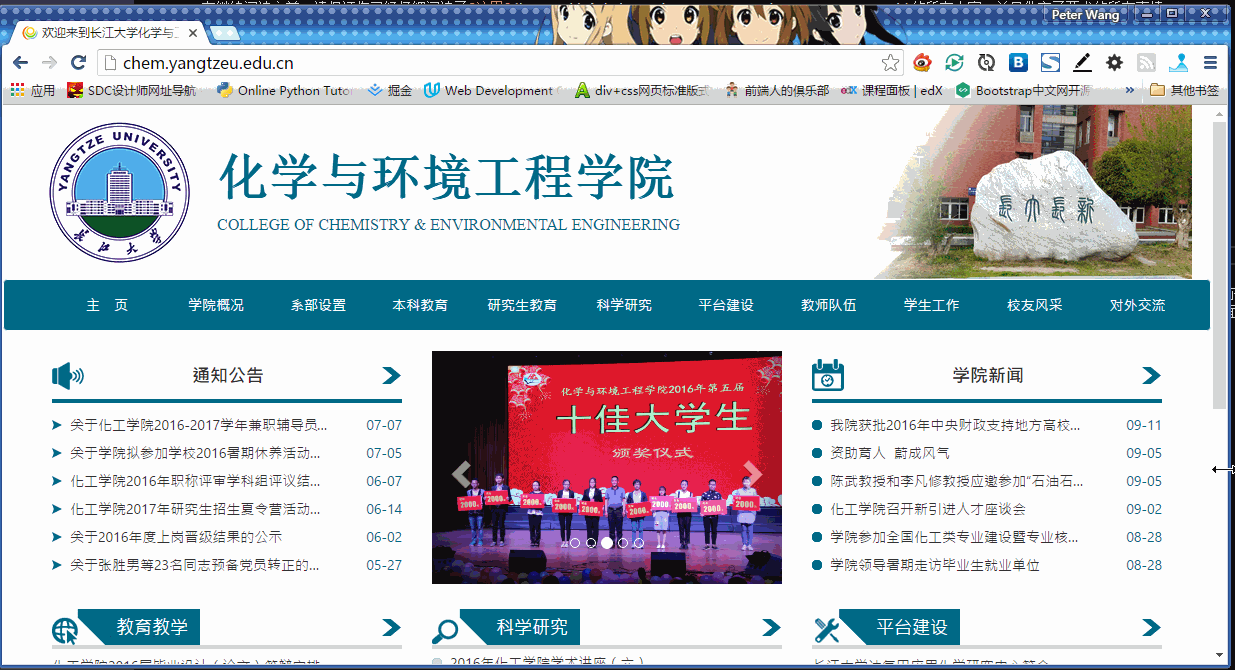 Peter Wang
欢迎来到长江大学化学与
chem.yangtzeu.edu.cn
应用 SDC设计师网址导航 Online Python Tutor 掘金 Web Development div+css网页标准版式 前端人的俱乐部 课程面板 | edX Bootstrap中文网开源 » 其他书签
YANGTZE UNIVERSITY
长江大学
化学与环境工程学院
COLLEGE OF CHEMISTRY & ENVIRONMENTAL ENGINEERING
主 页 学院概况 系部设置 本科教育 研究生教育 科学研究 平台建设 教师队伍 学生工作 校友风采 对外交流
通知公告
关于化工学院2016-2017学年兼职辅导员... 07-07
关于学院拟参加学校2016暑期休养活动... 07-05
化工学院2016年职称评审学科组评议结... 06-07
化工学院2017年研究生招生夏令营活动... 06-14
关于2016年度上岗晋级结果的公示 06-02
关于张胜男等23名同志预备党员转正的... 05-27
化学与环境工程学院2016年第五届
十佳大学生
颁奖仪式
学院新闻
我院获批2016年中央财政支持地方高校... 09-11
资助育人 蔚成风气 09-05
陈武教授和李凡修教授应邀参加“石油石... 09-05
化工学院召开新引进人才座谈会 09-02
学院参加全国化工类专业建设暨专业核... 08-28
学院领导暑期走访毕业生就业单位 08-28
教育教学
科学研究
平台建设
2016年化工学院学术讲座（六）